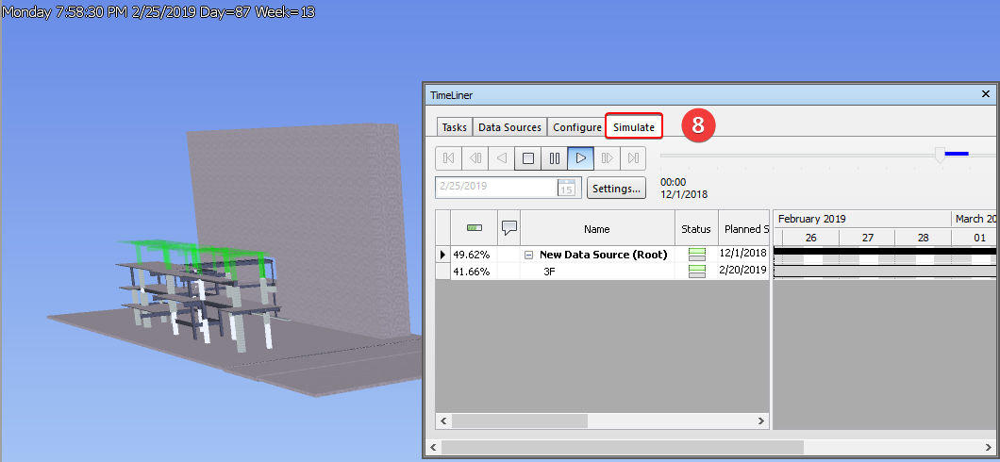 Monday 7:58:30 PM 2/25/2019 Day=87 Week=13
TimeLiner
Tasks Data Sources Configure Simulate 8
2/25/2019 15 Settings...
00:00
12/1/2018
Name Status Planned S
February 2019 March 20
26 27 28 01
49.62% New Data Source (Root) 12/1/2018
41.66% 3F 2/20/2019